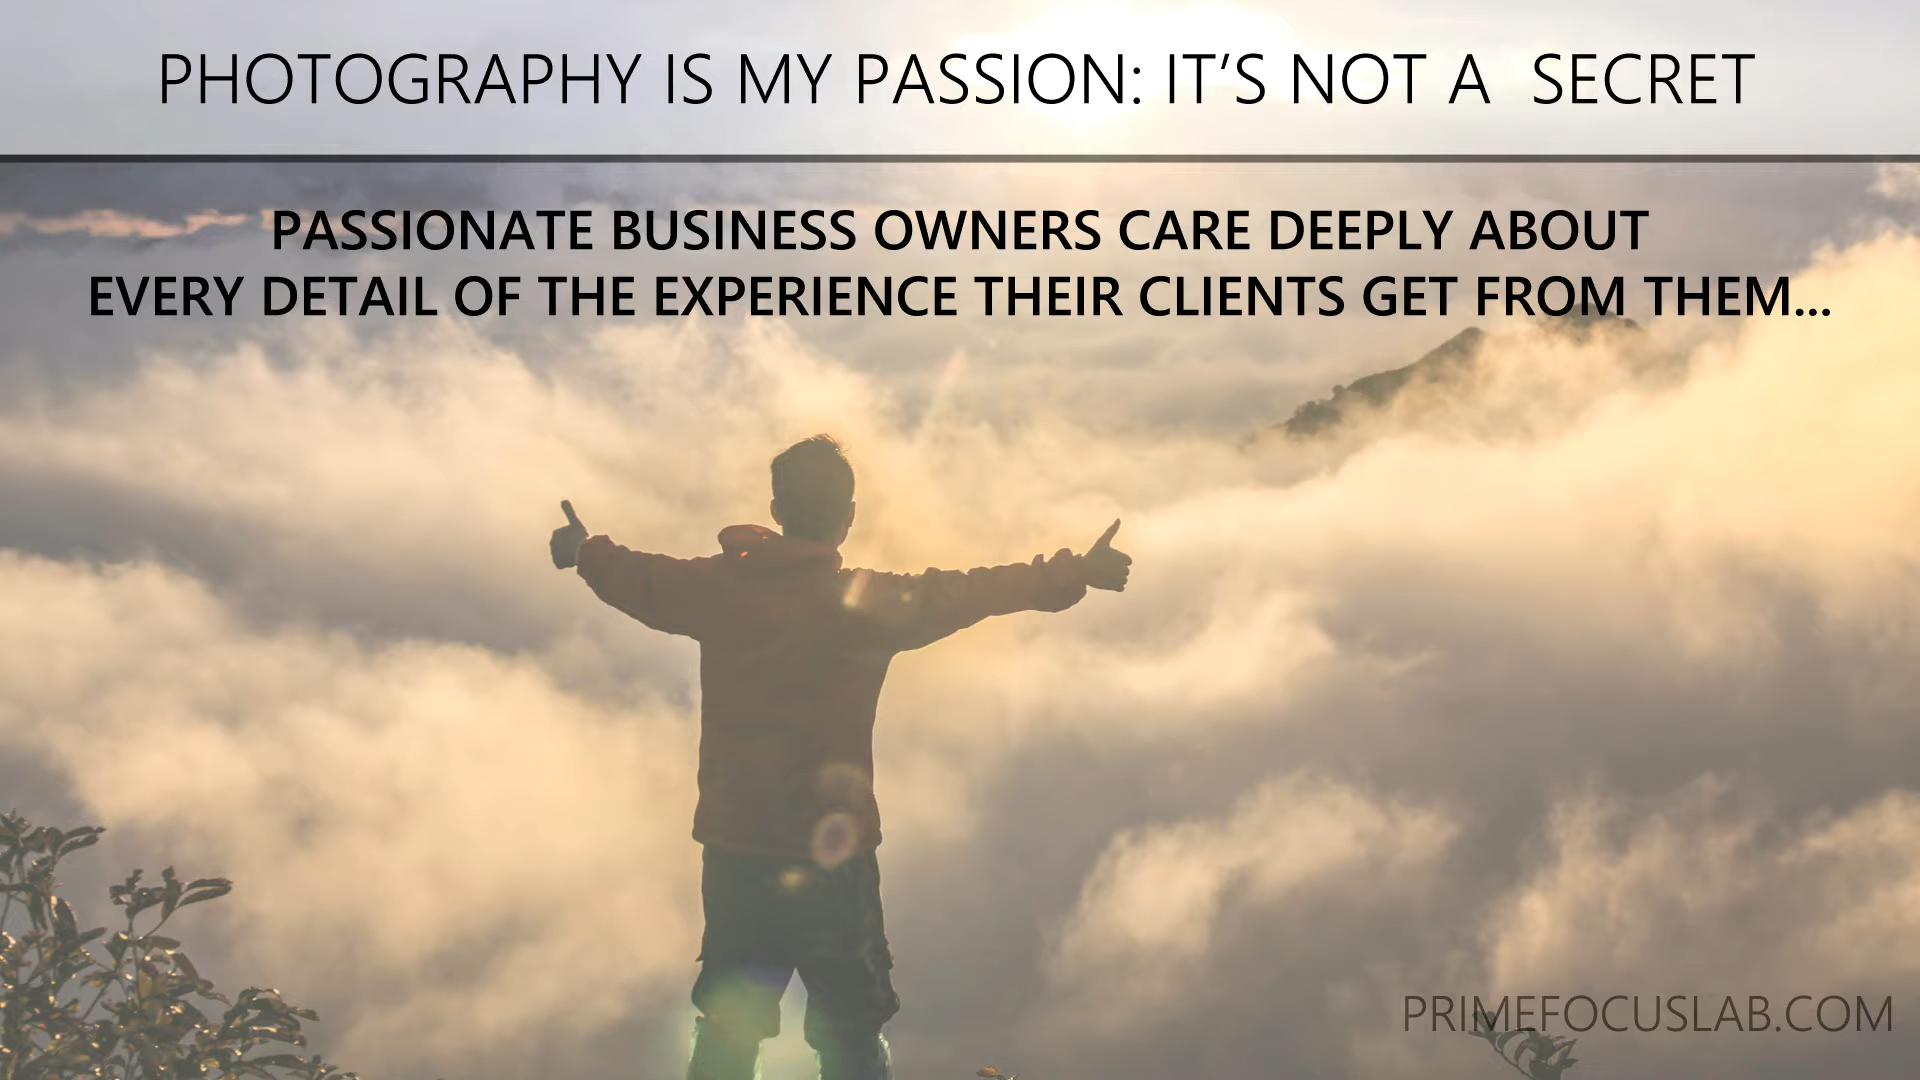 PHOTOGRAPHY IS MY PASSION: IT’S NOT A  SECRET
PASSIONATE BUSINESS OWNERS CARE DEEPLY ABOUT
EVERY DETAIL OF THE EXPERIENCE THEIR CLIENTS GET FROM THEM...
PRIMEFOCUSLAB.COM